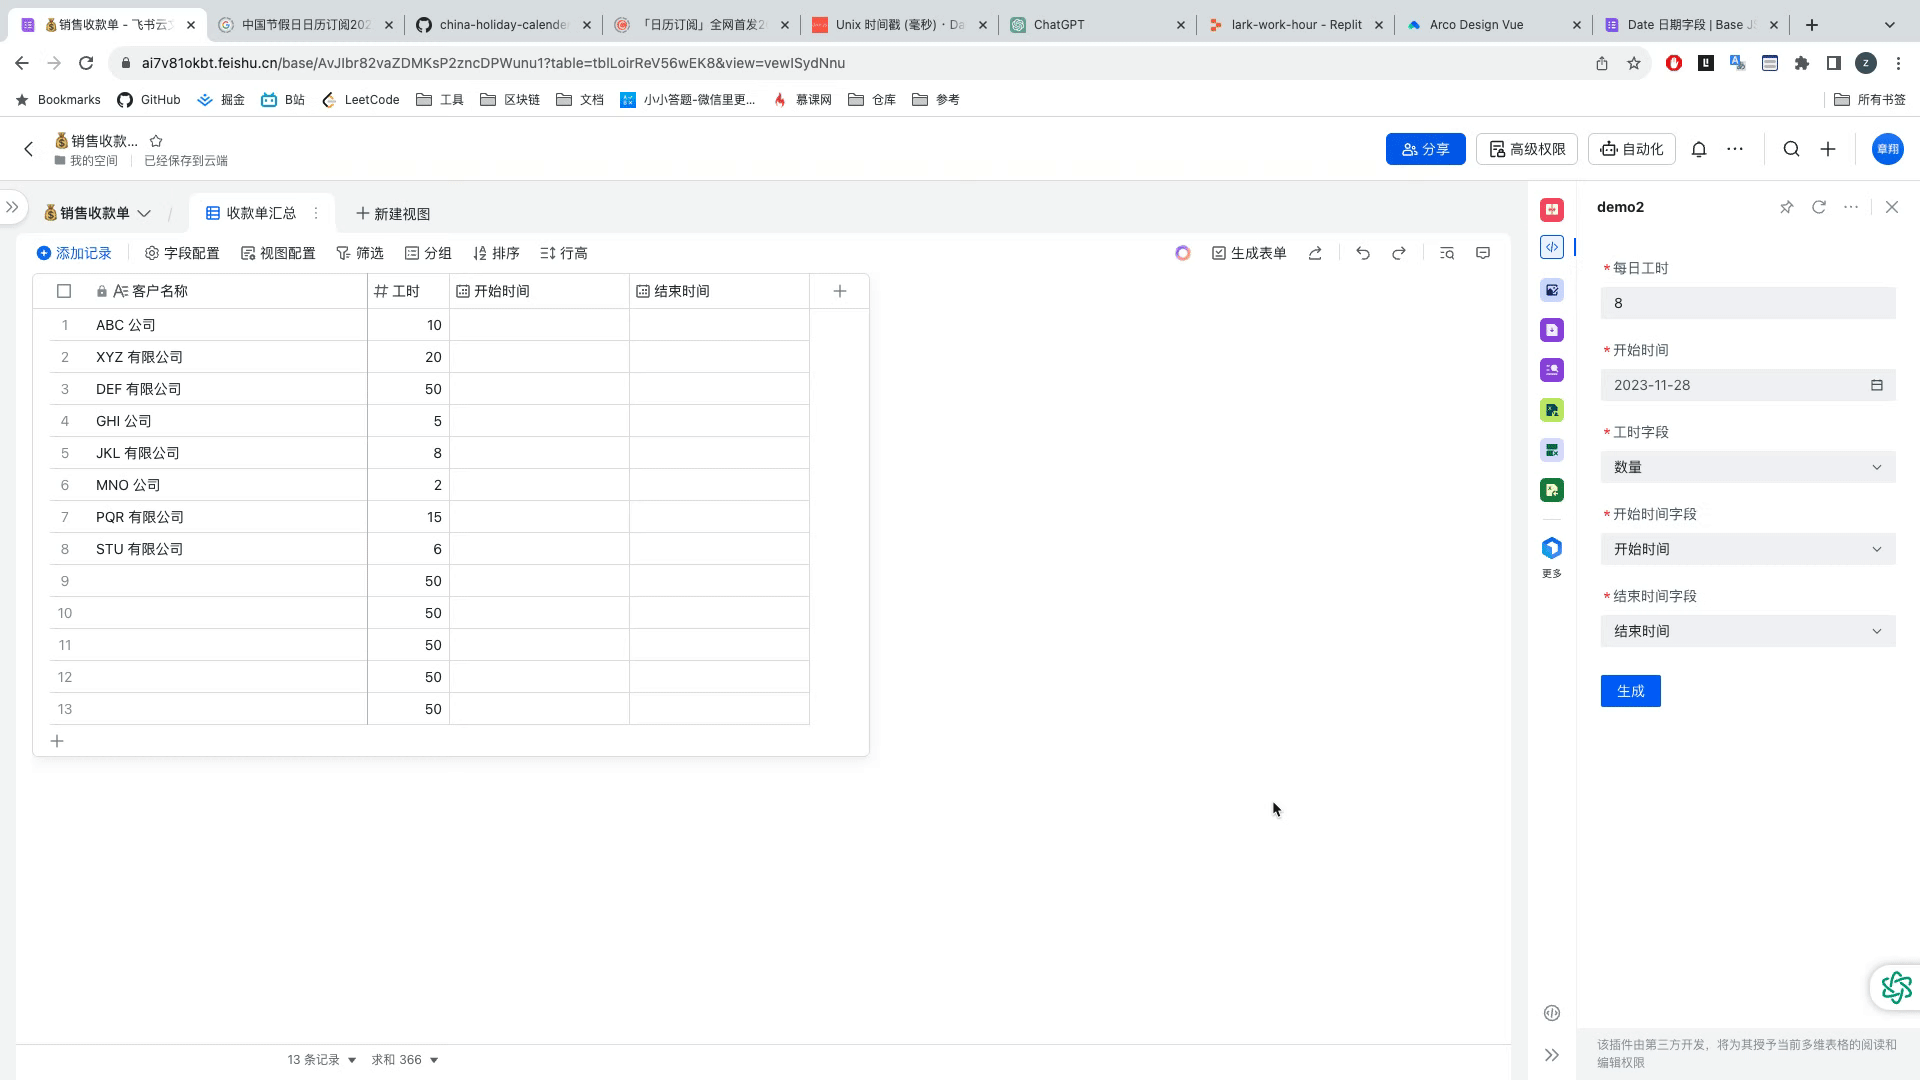 💰销售收款单 - 飞书云文
中国节假日日历订阅202
china-holiday-calender
「日历订阅」全网首发2
Unix 时间戳 (毫秒) · Da
ChatGPT
lark-work-hour - Replit
Arco Design Vue
Date 日期字段 | Base JS
ai7v81okbt.feishu.cn/base/AvJIbr82vaZDMKsP2zncDPWunu1?table=tblLoirReV56wEK8&view=vewISydNnu
Bookmarks
GitHub
掘金
B站
LeetCode
工具
区块链
文档
小小答题-微信里更...
慕课网
仓库
参考
所有书签
💰销售收款...
我的空间
已经保存到云端
分享
高级权限
自动化
章翔
💰销售收款单
收款单汇总
新建视图
添加记录
字段配置
视图配置
筛选
分组
排序
行高
生成表单
客户名称 工时 开始时间 结束时间
1 ABC 公司 10
2 XYZ 有限公司 20
3 DEF 有限公司 50
4 GHI 公司 5
5 JKL 有限公司 8
6 MNO 公司 2
7 PQR 有限公司 15
8 STU 有限公司 6
9 50
10 50
11 50
12 50
13 50
13 条记录
求和 366
更多
demo2
*每日工时
8
*开始时间
2023-11-28
*工时字段
数量
*开始时间字段
开始时间
*结束时间字段
结束时间
生成
该插件由第三方开发，将为其授予当前多维表格的阅读和
编辑权限